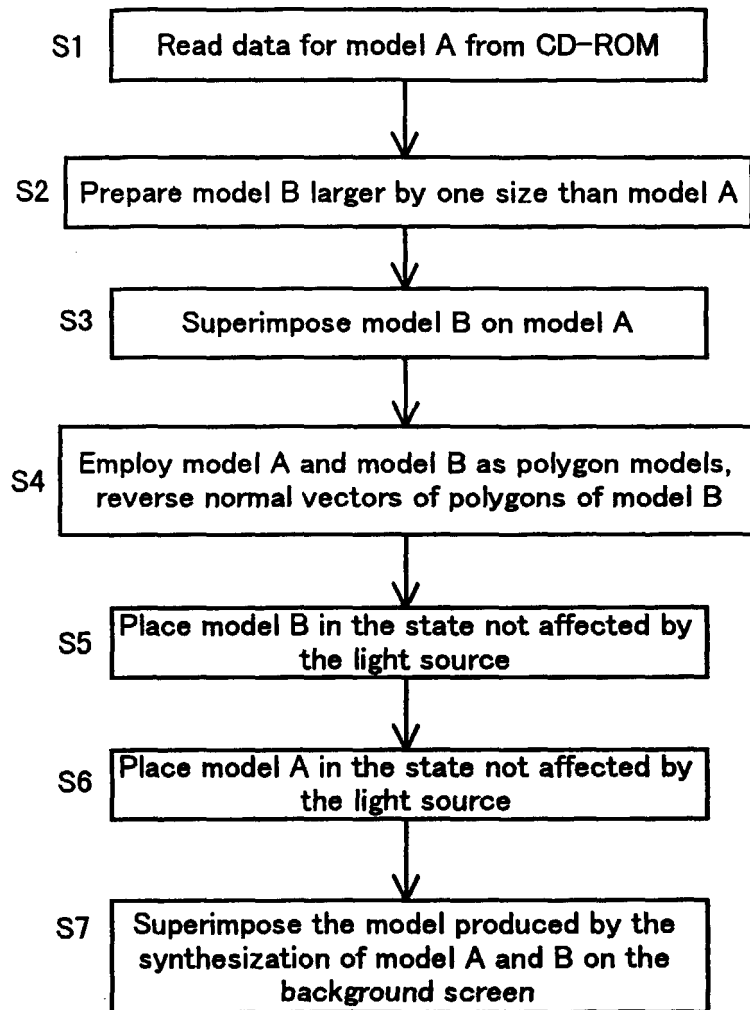 S1
Read data for model A from CD-ROM
S2
Prepare model B larger by one size than model A
S3
Superimpose model B on model A
S4
Employ model A and model B as polygon models,
reverse normal vectors of polygons of model B
S5
Place model B in the state not affected by
the light source
S6
Place model A in the state not affected by
the light source
S7
Superimpose the model produced by the
synthesization of model A and B on the
background screen